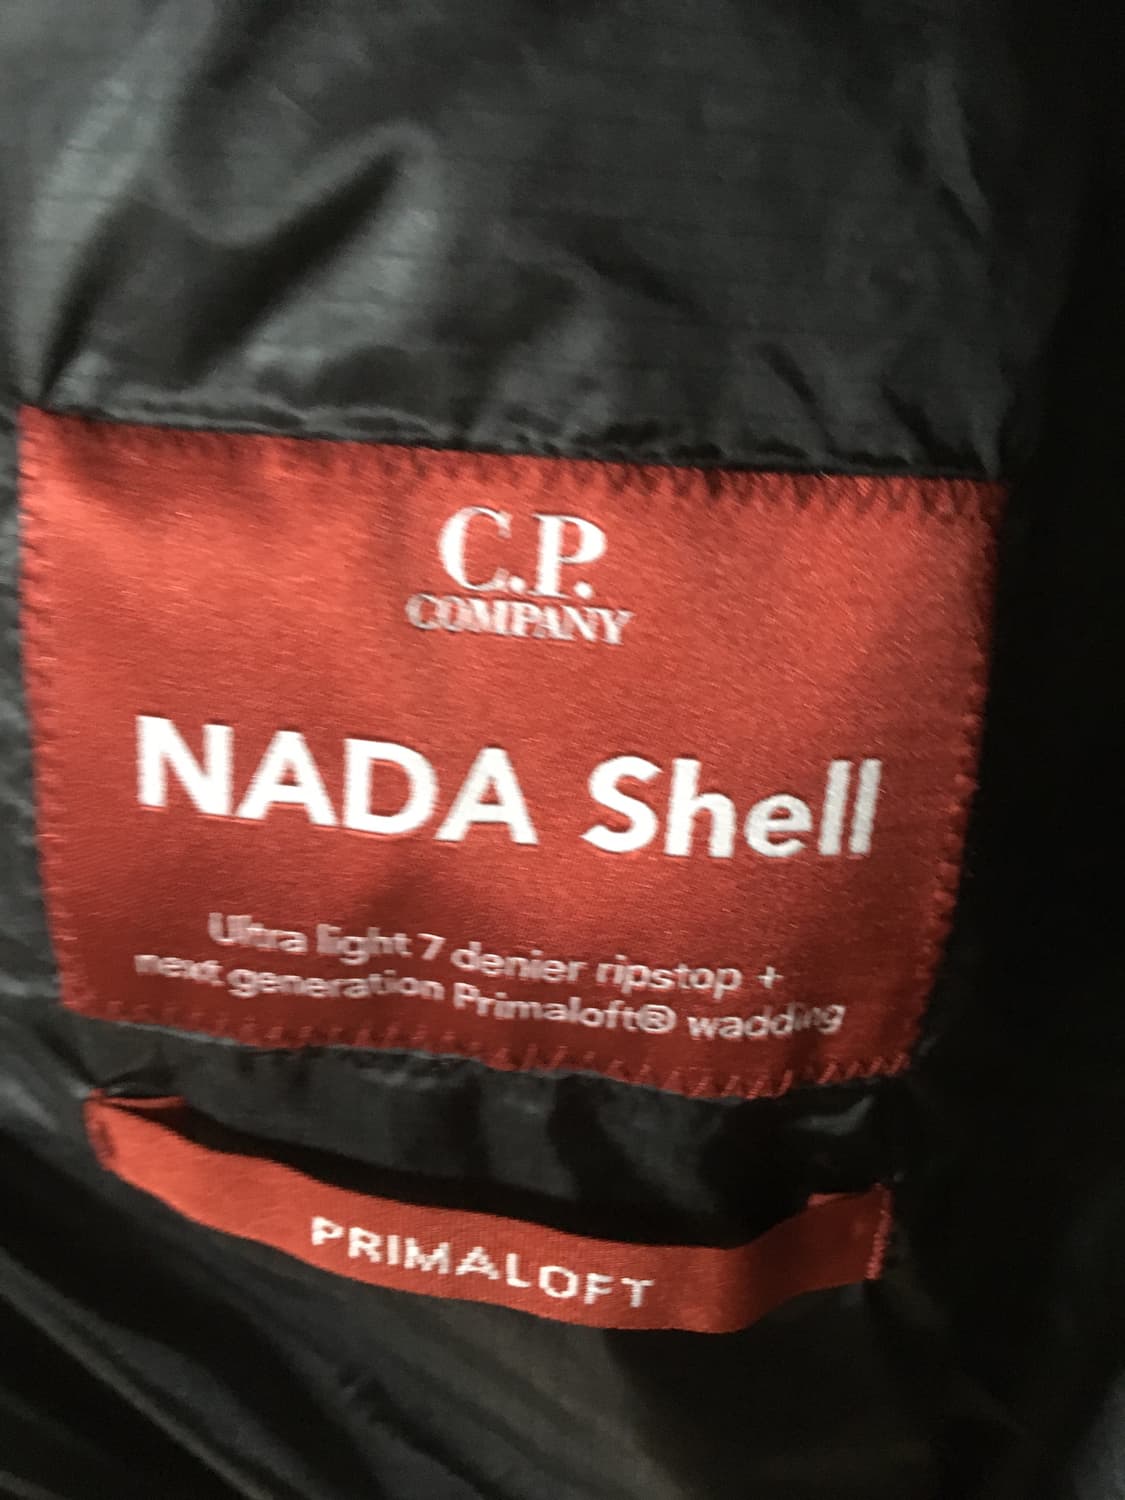 C.P.
COMPANY
NADA Shell
Ultra light 7 denier ripstop +
next generation Primaloft® wadding
PRIMALOFT